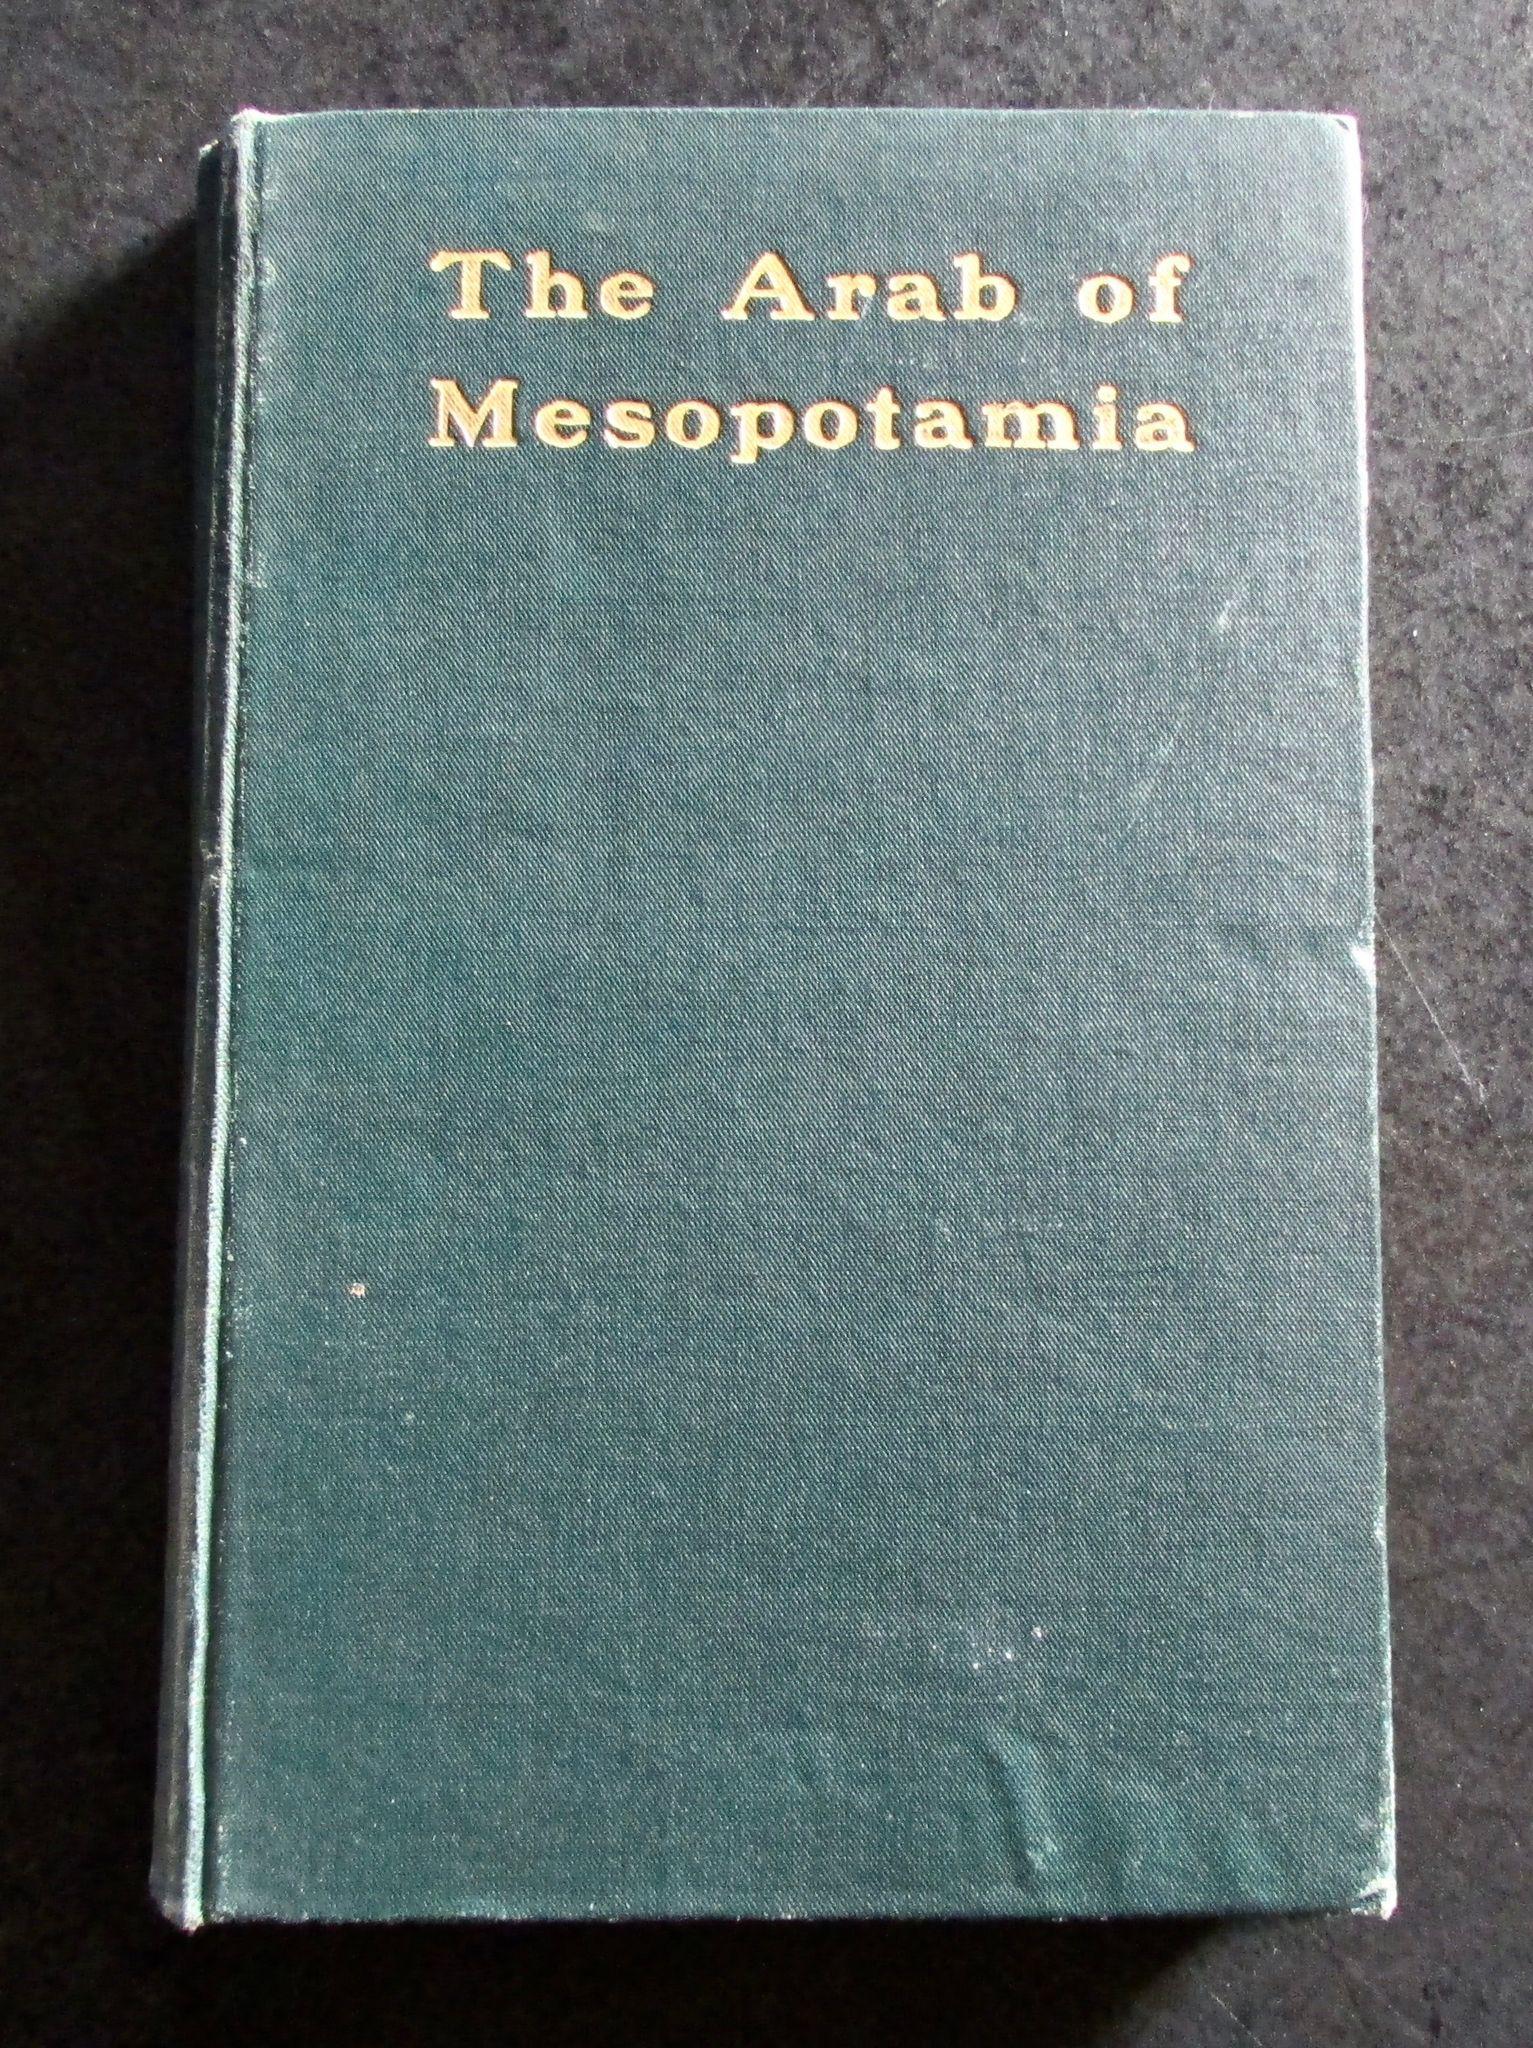 The Arab of
Mesopotamia